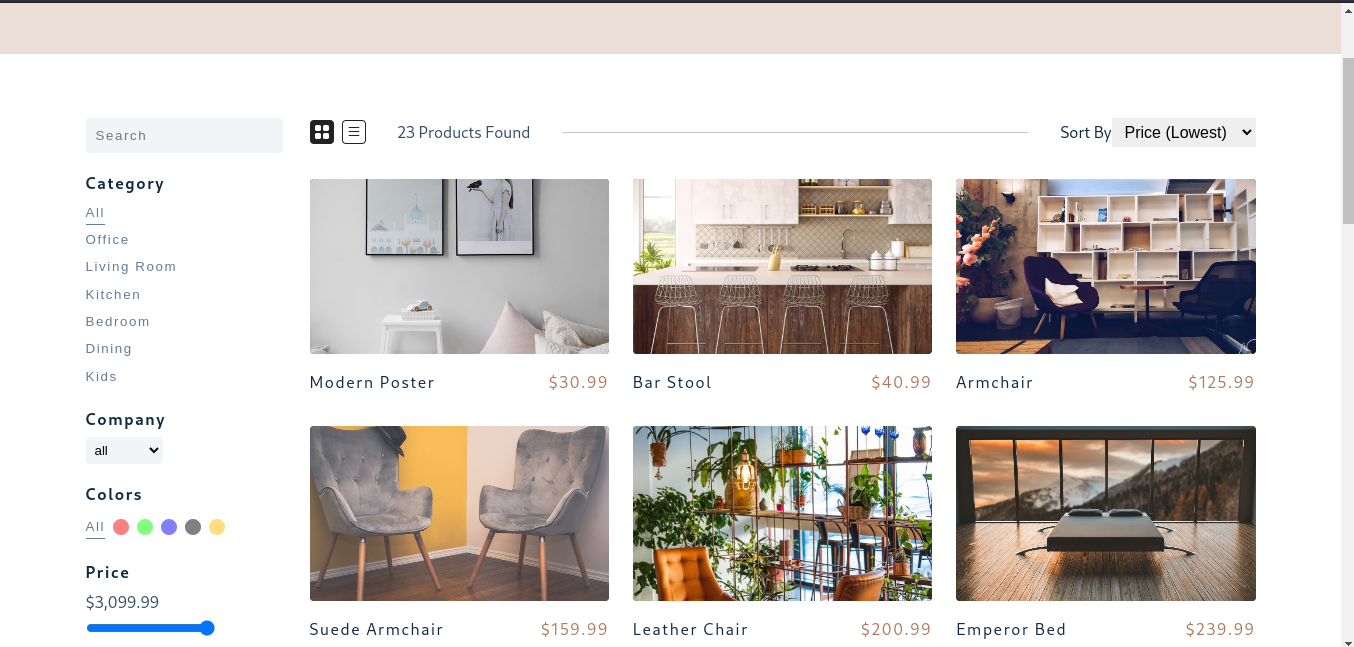 Search
23 Products Found
Sort By Price (Lowest)
Category
All
Office
Living Room
Kitchen
Bedroom
Dining
Kids
Company
all
Colors
All
Price
$3,099.99
Modern Poster $30.99
Bar Stool $40.99
Armchair $125.99
Suede Armchair $159.99
Leather Chair $200.99
Emperor Bed $239.99